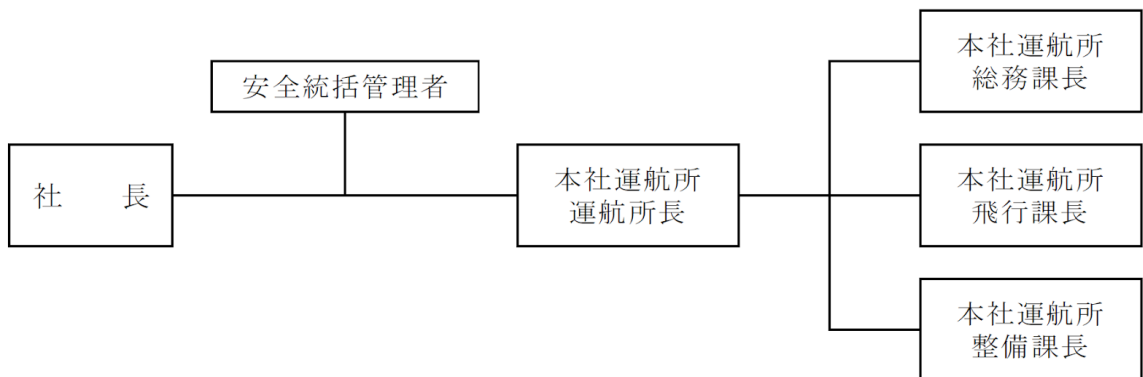 安全統括管理者
社　　長
本社運航所
運航所長
本社運航所
総務課長
本社運航所
飛行課長
本社運航所
整備課長